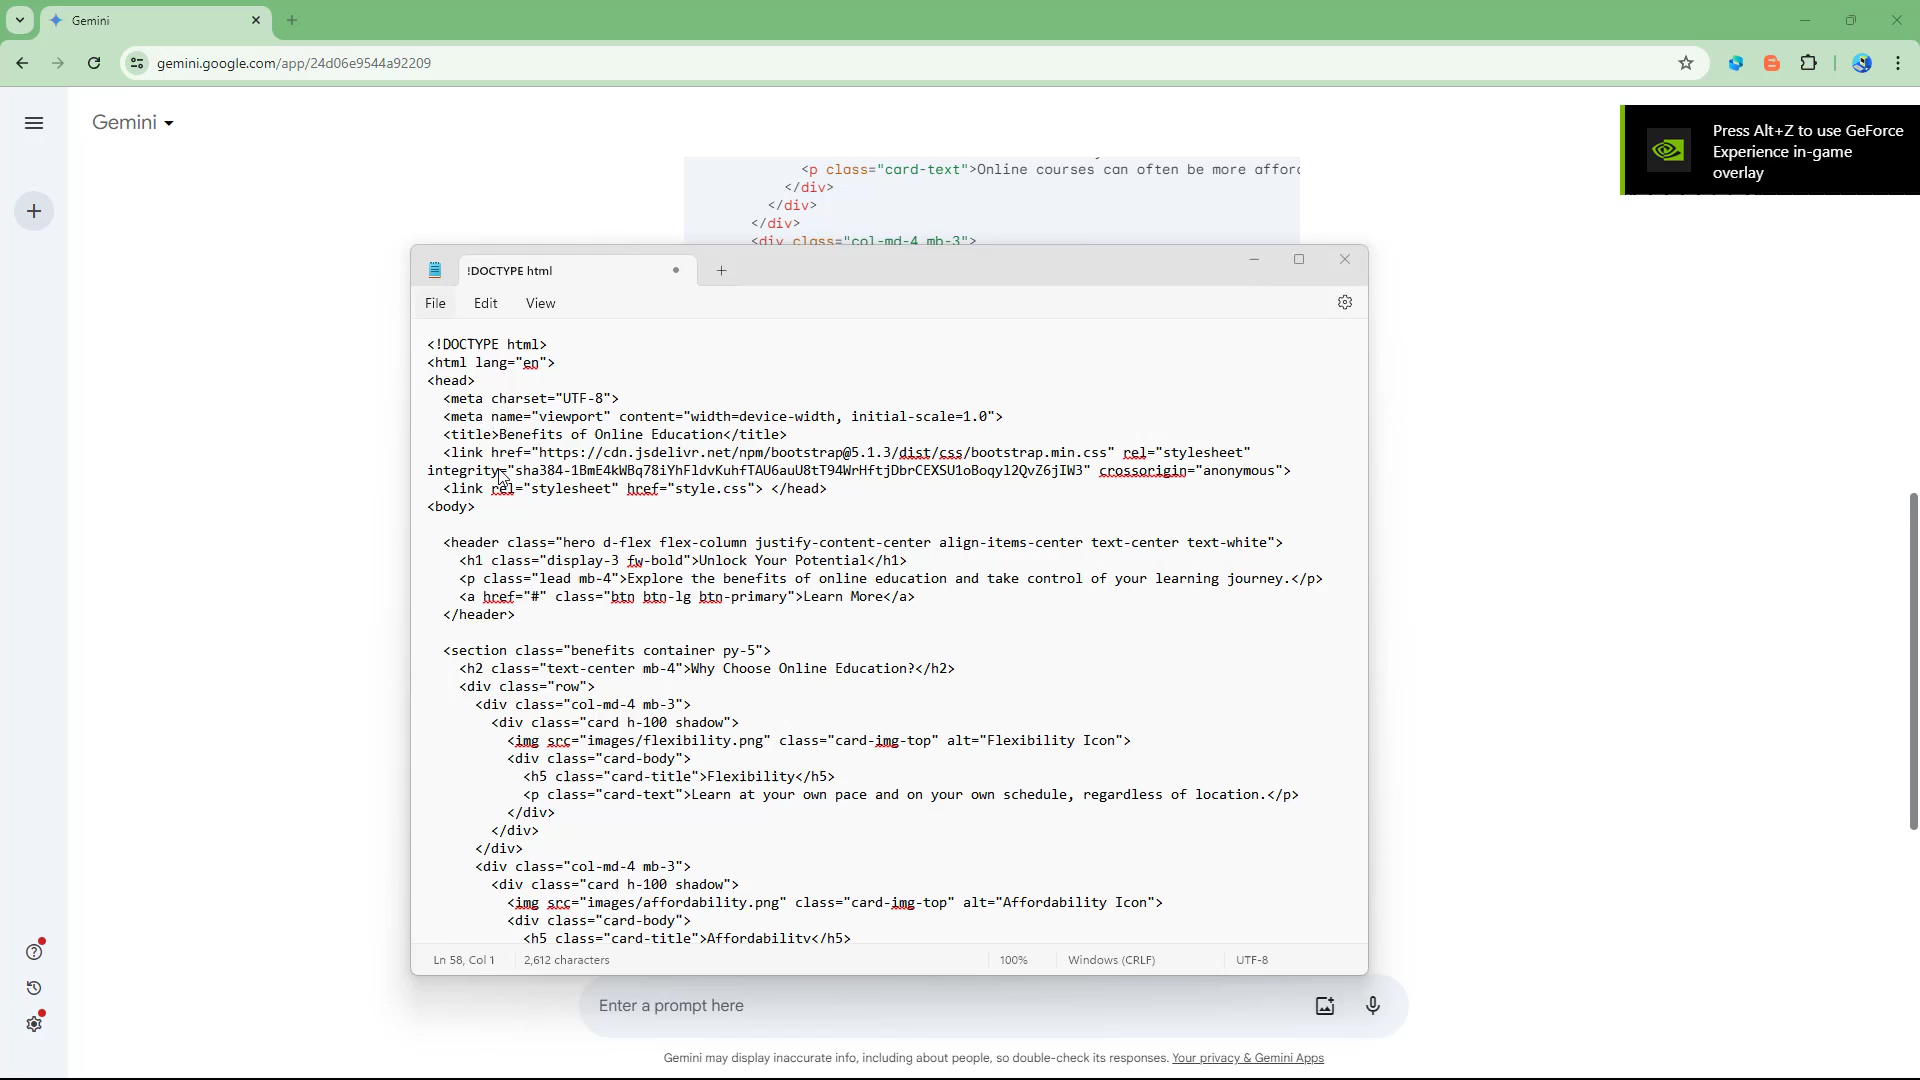 Gemini
gemini.google.com/app/24d06e9544a92209
Gemini
Press Alt+Z to use GeForce
Experience in-game
overlay
<p class="card-text">Online courses can often be more affor
</div>
</div>
</div>
<div class="col-md-4 mb-3">
!DOCTYPE html
File Edit View
<!DOCTYPE html>
<html lang="en">
<head>
<meta charset="UTF-8">
<meta name="viewport" content="width=device-width, initial-scale=1.0">
<title>Benefits of Online Education</title>
<link href="https://cdn.jsdelivr.net/npm/bootstrap@5.1.3/dist/css/bootstrap.min.css" rel="stylesheet"
integrity="sha384-1BmE4kWBq78iYhFldvKuhfTAU6auU8tT94WrHftjDbrCEXSU1oBoqyl2QvZ6jIW3" crossorigin="anonymous">
<link rel="stylesheet" href="style.css"> </head>
<body>
<header class="hero d-flex flex-column justify-content-center align-items-center text-center text-white">
<h1 class="display-3 fw-bold">Unlock Your Potential</h1>
<p class="lead mb-4">Explore the benefits of online education and take control of your learning journey.</p>
<a href="#" class="btn btn-lg btn-primary">Learn More</a>
</header>
<section class="benefits container py-5">
<h2 class="text-center mb-4">Why Choose Online Education?</h2>
<div class="row">
<div class="col-md-4 mb-3">
<div class="card h-100 shadow">
<img src="images/flexibility.png" class="card-img-top" alt="Flexibility Icon">
<div class="card-body">
<h5 class="card-title">Flexibility</h5>
<p class="card-text">Learn at your own pace and on your own schedule, regardless of location.</p>
</div>
</div>
</div>
<div class="col-md-4 mb-3">
<div class="card h-100 shadow">
<img src="images/affordability.png" class="card-img-top" alt="Affordability Icon">
<div class="card-body">
<h5 class="card-title">Affordability</h5>
Ln 58, Col 1 2,612 characters 100% Windows (CRLF) UTF-8
Enter a prompt here
Gemini may display inaccurate info, including about people, so double-check its responses. Your privacy & Gemini Apps